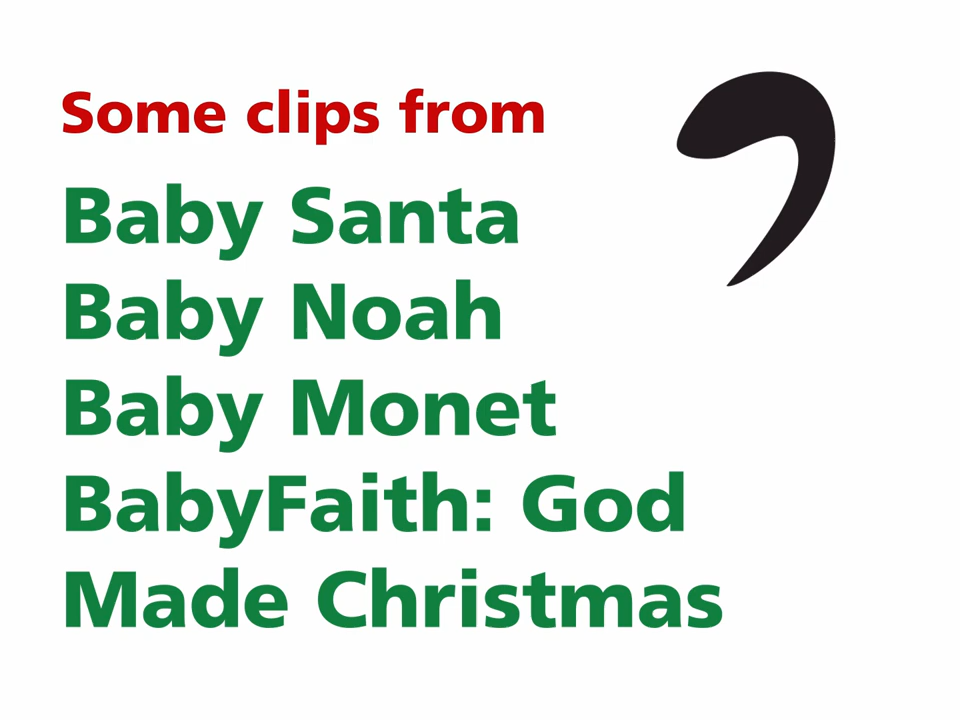 Some clips from
Baby Santa
Baby Noah
Baby Monet
BabyFaith: God
Made Christmas